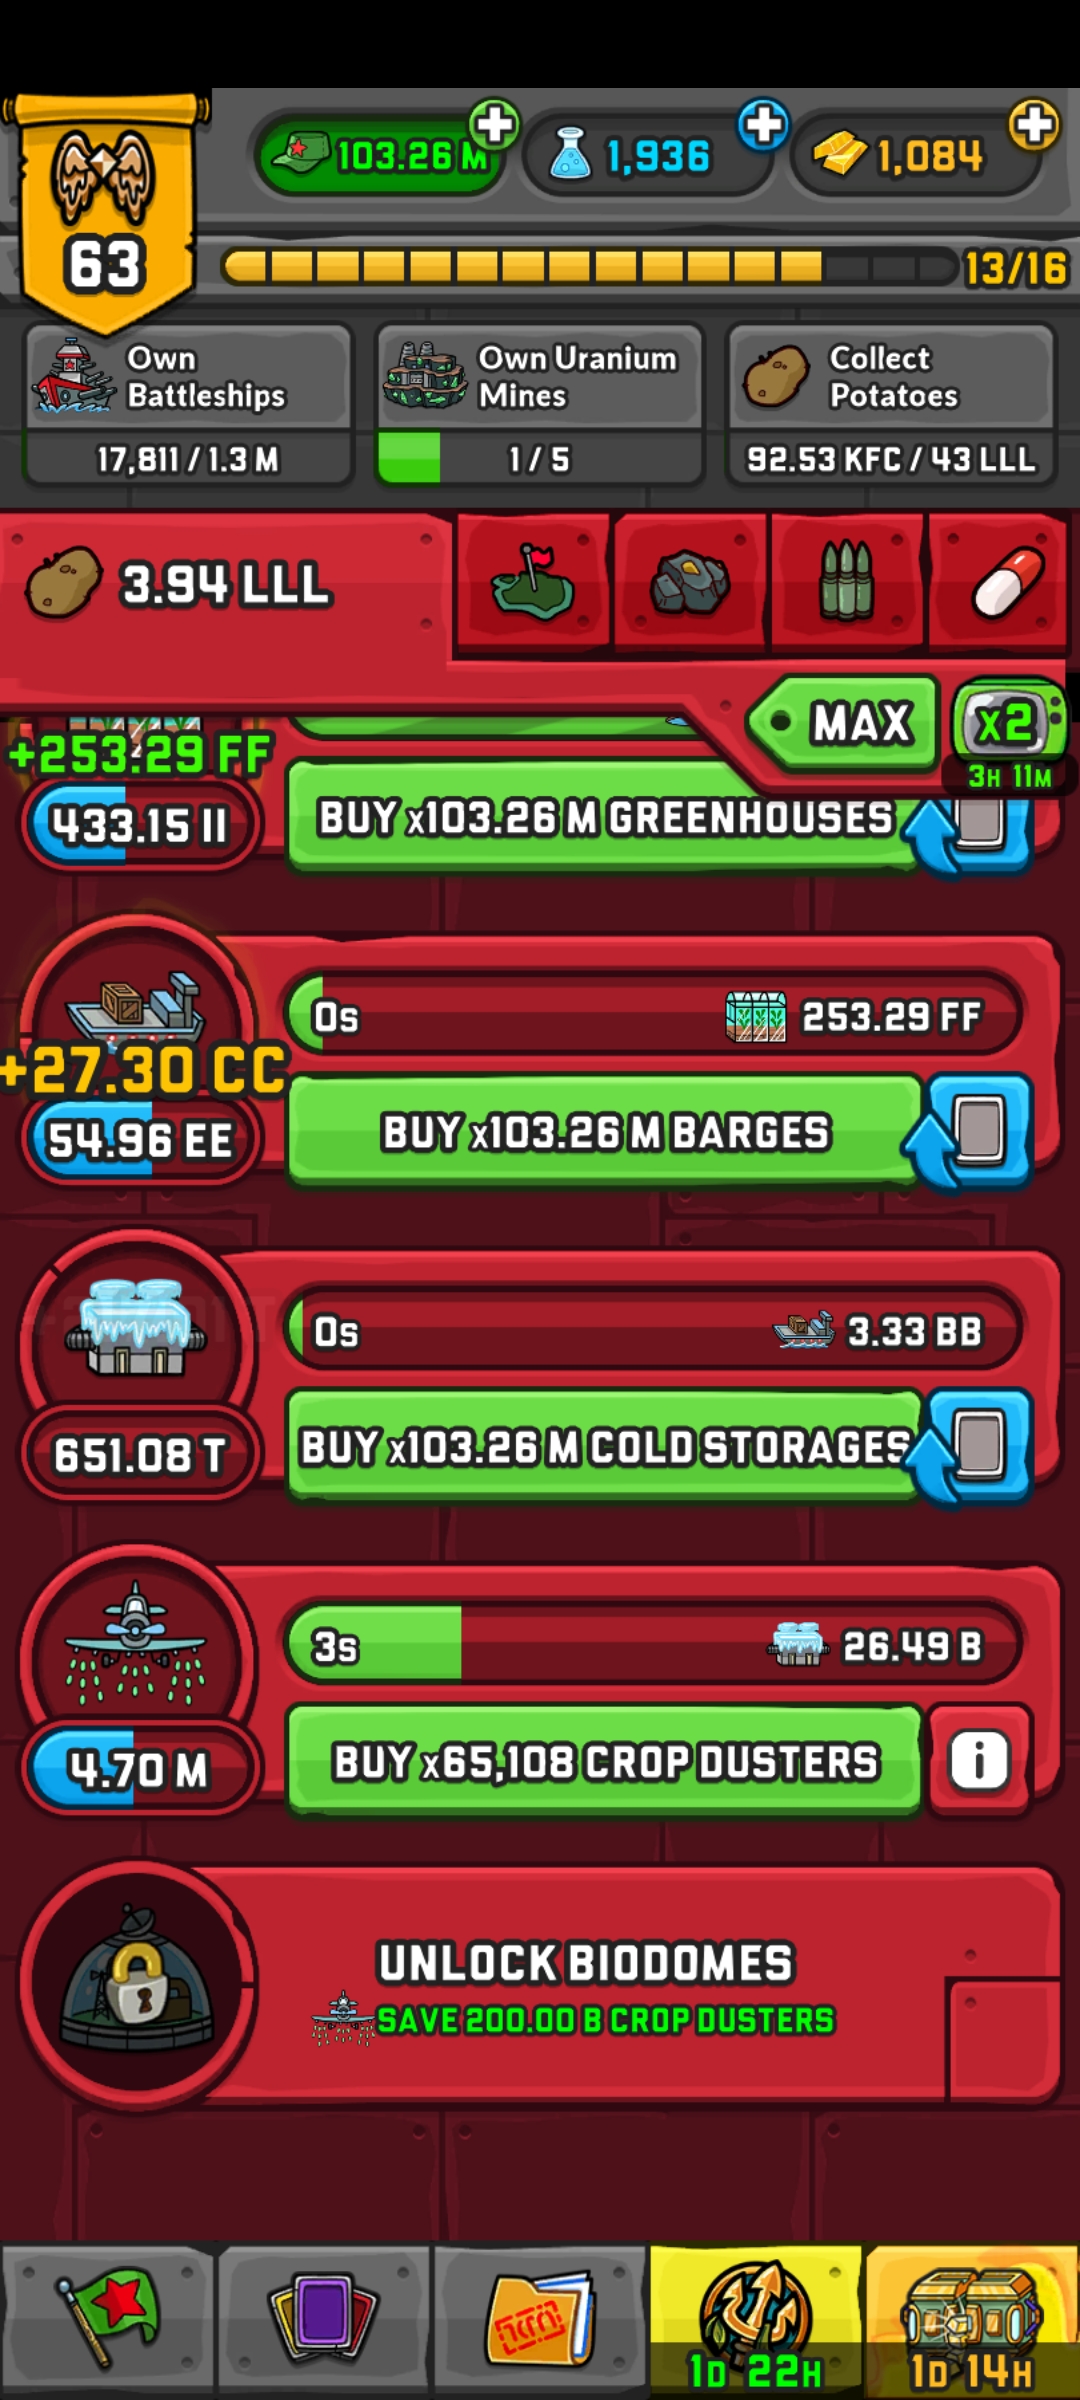 103.26 M
1,936
1,084
63
13/16
Own
Battleships
17,811 / 1.3 M
Own Uranium
Mines
1 / 5
Collect
Potatoes
92.53 KFC / 43 LLL
3.94 LLL
MAX
X2
3H 11M
+253.29 FF
433.15 II
BUY x103.26 M GREENHOUSES
0s
253.29 FF
+27.30 CC
54.96 EE
BUY x103.26 M BARGES
0s
3.33 BB
651.08 T
BUY x103.26 M COLD STORAGES
3s
26.49 B
4.70 M
BUY x65,108 CROP DUSTERS
i
UNLOCK BIODOMES
SAVE 200.00 B CROP DUSTERS
1D 22H
1D 14H